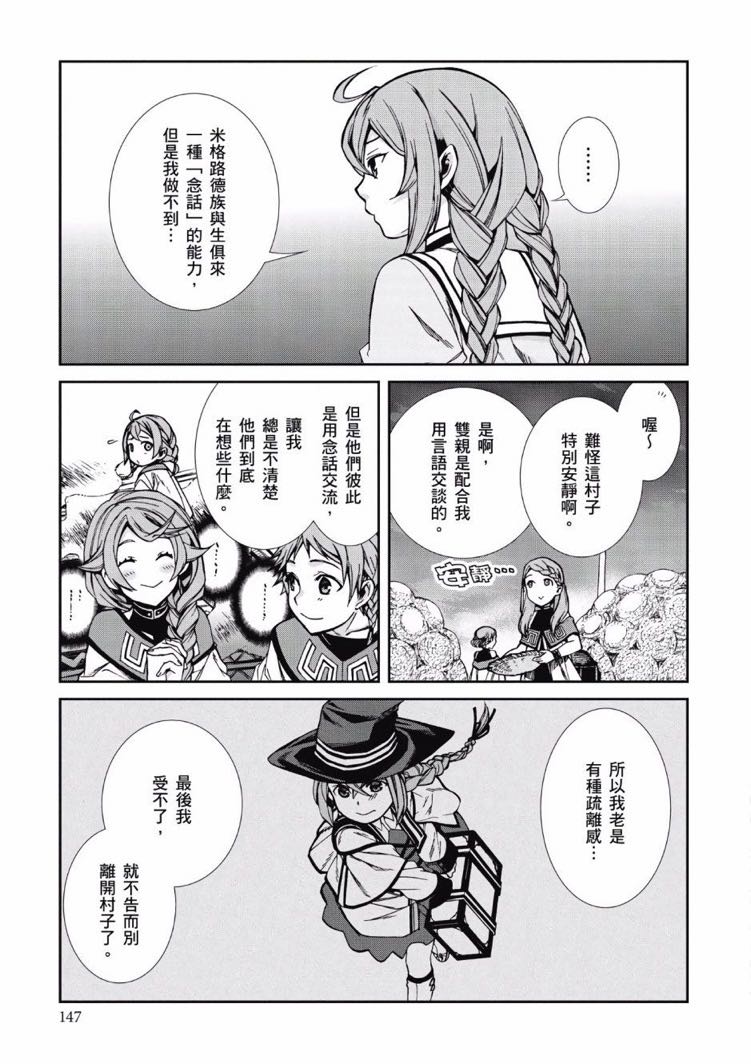 ……
米格路德族與生俱來
一種「念話」的能力，
但是我做不到…
喔～
難怪這村子
特別安靜啊。
是啊，
雙親是配合我
用言語交談的。
安靜…
但是他們彼此
是用念話交流，
讓我
總是不清楚
他們到底
在想些什麼。
所以我老是
有種疏離感…
最後我
受不了，
就不告而別
離開村子了。
147